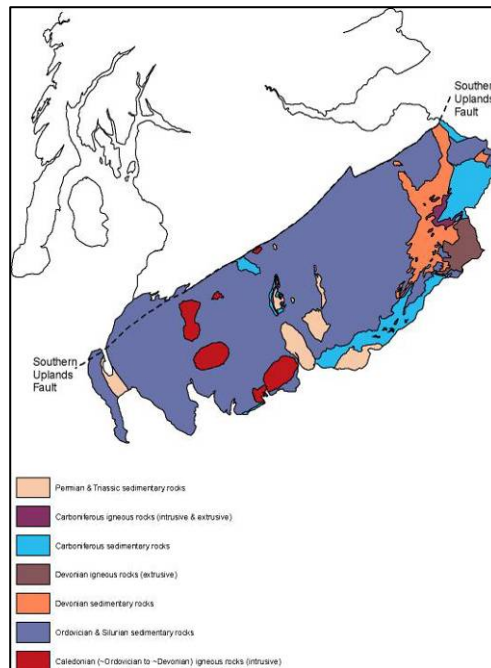 Southern
Uplands
Fault
Southern
Uplands
Fault
Permian & Triassic sedimentary rocks
Carboniferous igneous rocks (intrusive & extrusive)
Carboniferous sedimentary rocks
Devonian igneous rocks (extrusive)
Devonian sedimentary rocks
Ordovician & Silurian sedimentary rocks
Caledonian (~Ordovician to ~Devonian) igneous rocks (intrusive)